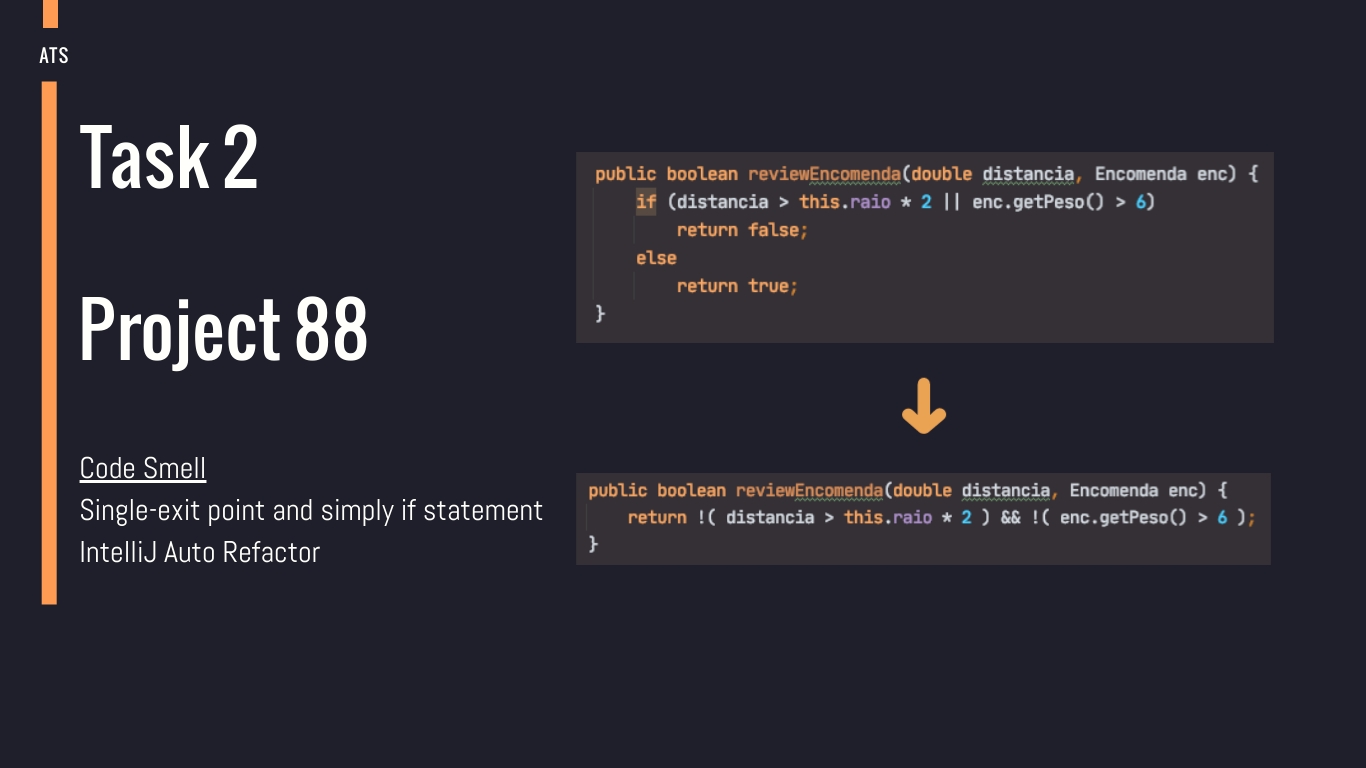 ATS
Task 2
Project 88
Code Smell
Single-exit point and simply if statement
IntelliJ Auto Refactor
public boolean reviewEncomenda(double distancia, Encomenda enc) {
    if (distancia > this.raio * 2 || enc.getPeso() > 6)
        return false;
    else
        return true;
}
public boolean reviewEncomenda(double distancia, Encomenda enc) {
    return !( distancia > this.raio * 2 ) && !( enc.getPeso() > 6 );
}